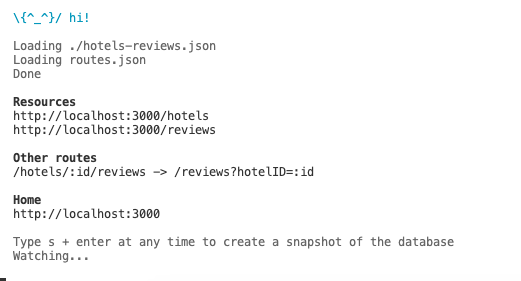 \{^_^}/ hi!
Loading ./hotels-reviews.json
Loading routes.json
Done
Resources
http://localhost:3000/hotels
http://localhost:3000/reviews
Other routes
/hotels/:id/reviews -> /reviews?hotelID=:id
Home
http://localhost:3000
Type s + enter at any time to create a snapshot of the database
Watching...